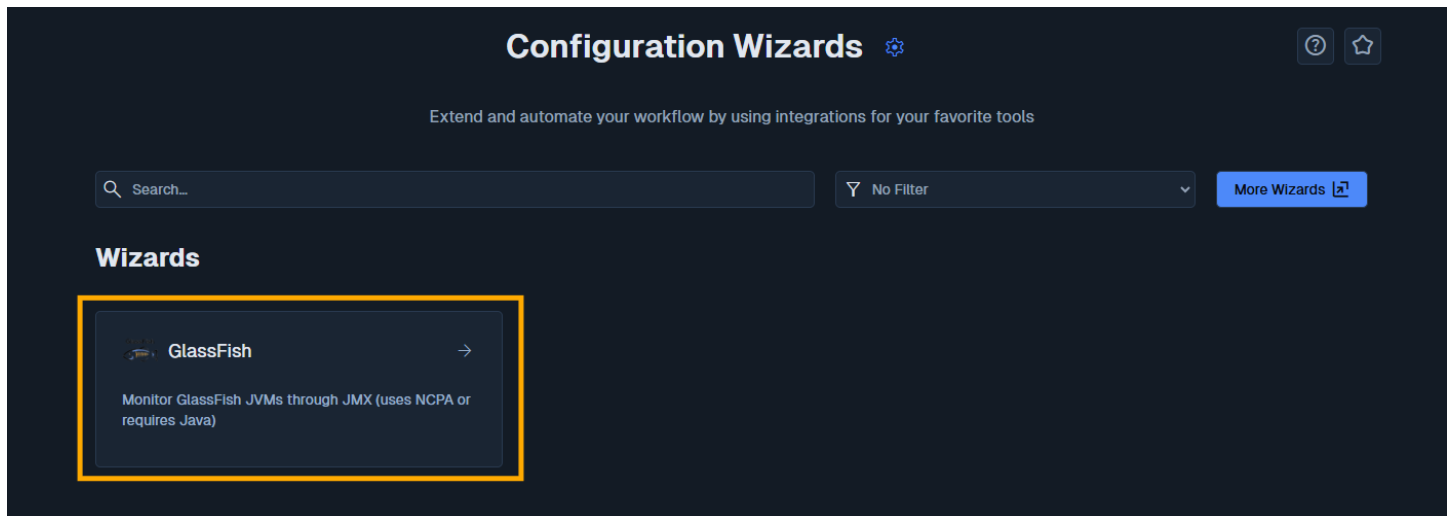 Configuration Wizards
Extend and automate your workflow by using integrations for your favorite tools
Search...
No Filter
More Wizards
Wizards
GlassFish
Monitor GlassFish JVMs through JMX (uses NCPA or
requires Java)